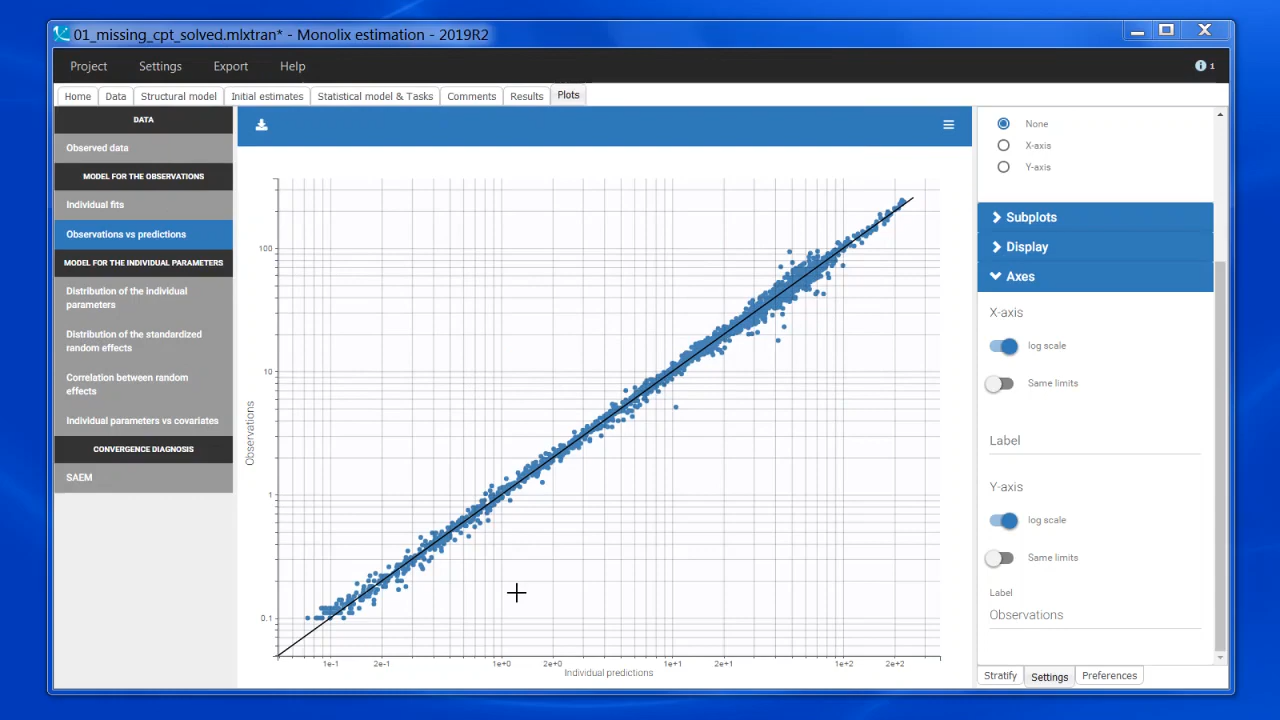 01_missing_cpt_solved.mlxtran* - Monolix estimation - 2019R2
Project Settings Export Help
1
Home Data Structural model Initial estimates Statistical model & Tasks Comments Results Plots
DATA
Observed data
MODEL FOR THE OBSERVATIONS
Individual fits
Observations vs predictions
MODEL FOR THE INDIVIDUAL PARAMETERS
Distribution of the individual
parameters
Distribution of the standardized
random effects
Correlation between random
effects
Individual parameters vs covariates
CONVERGENCE DIAGNOSIS
SAEM
100
10
1
0.1
Observations
1e-1 2e-1 1e+0 2e+0 1e+1 2e+1 1e+2 2e+2
Individual predictions
None
X-axis
Y-axis
Subplots
Display
Axes
X-axis
log scale
Same limits
Label
Y-axis
log scale
Same limits
Label
Observations
Stratify Settings Preferences